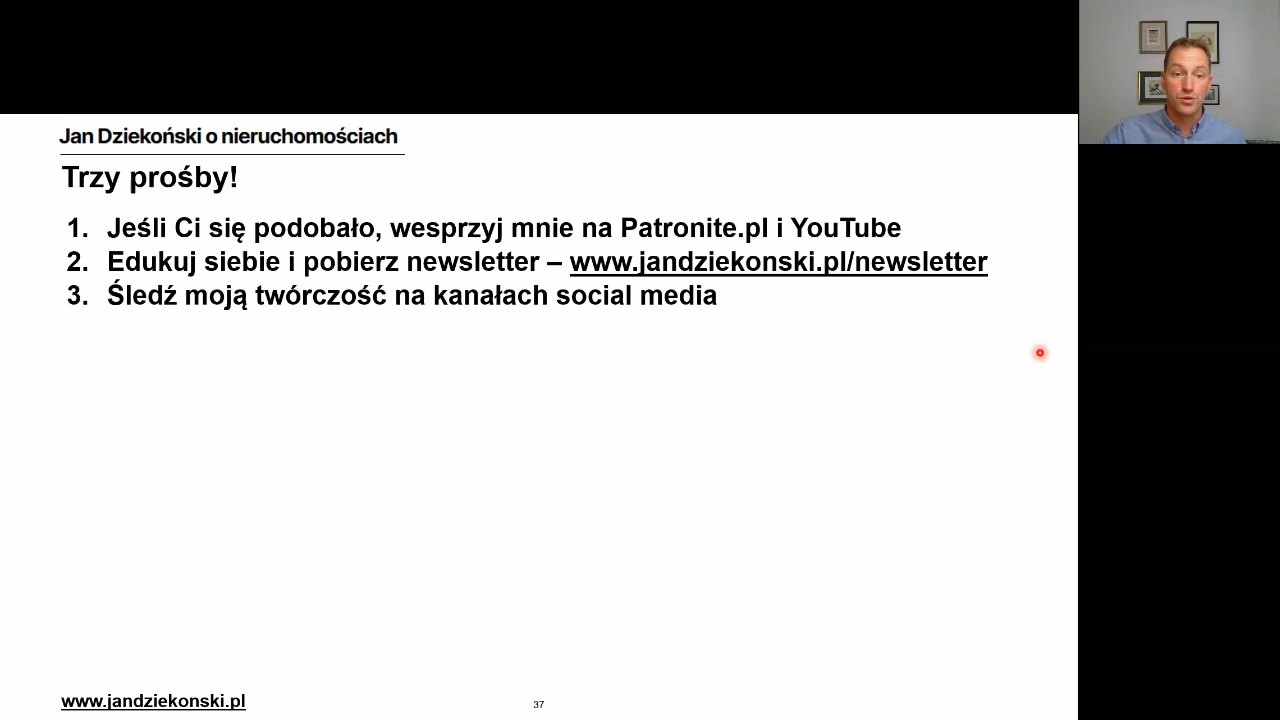 Jan Dziekoński o nieruchomościach
Trzy prośby!
1. Jeśli Ci się podobało, wesprzyj mnie na Patronite.pl i YouTube
2. Edukuj siebie i pobierz newsletter – www.jandziekonski.pl/newsletter
3. Śledź moją twórczość na kanałach social media
www.jandziekonski.pl
37